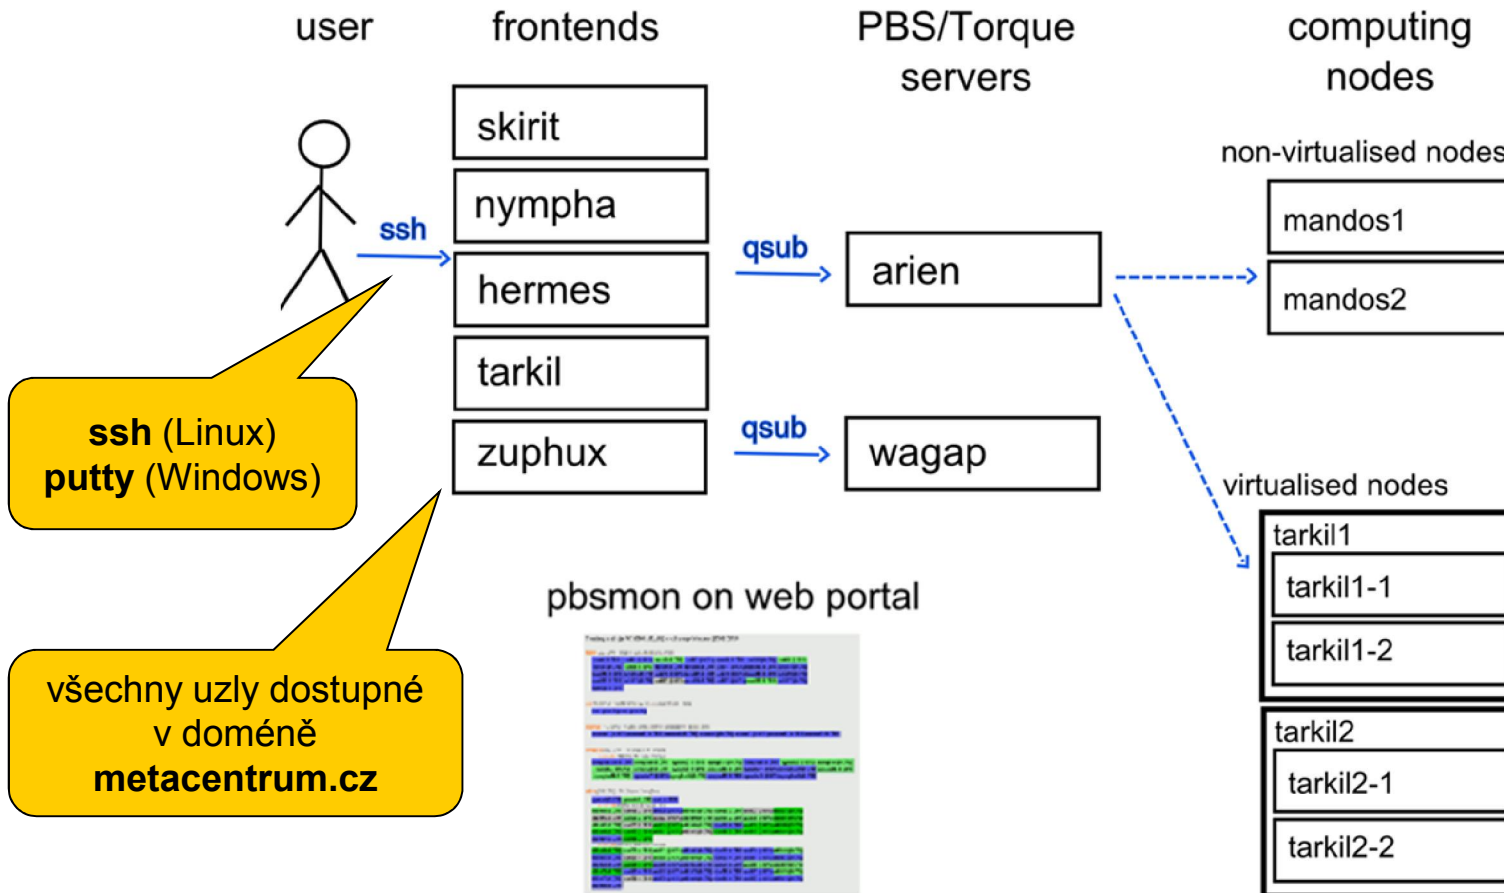 user
frontends
PBS/Torque
servers
computing
nodes
skirit
nympha
hermes
tarkil
zuphux
ssh
qsub
arien
qsub
wagap
non-virtualised nodes
mandos1
mandos2
virtualised nodes
tarkil1
tarkil1-1
tarkil1-2
tarkil2
tarkil2-1
tarkil2-2
ssh (Linux)
putty (Windows)
všechny uzly dostupné
v doméně
metacentrum.cz
pbsmon on web portal